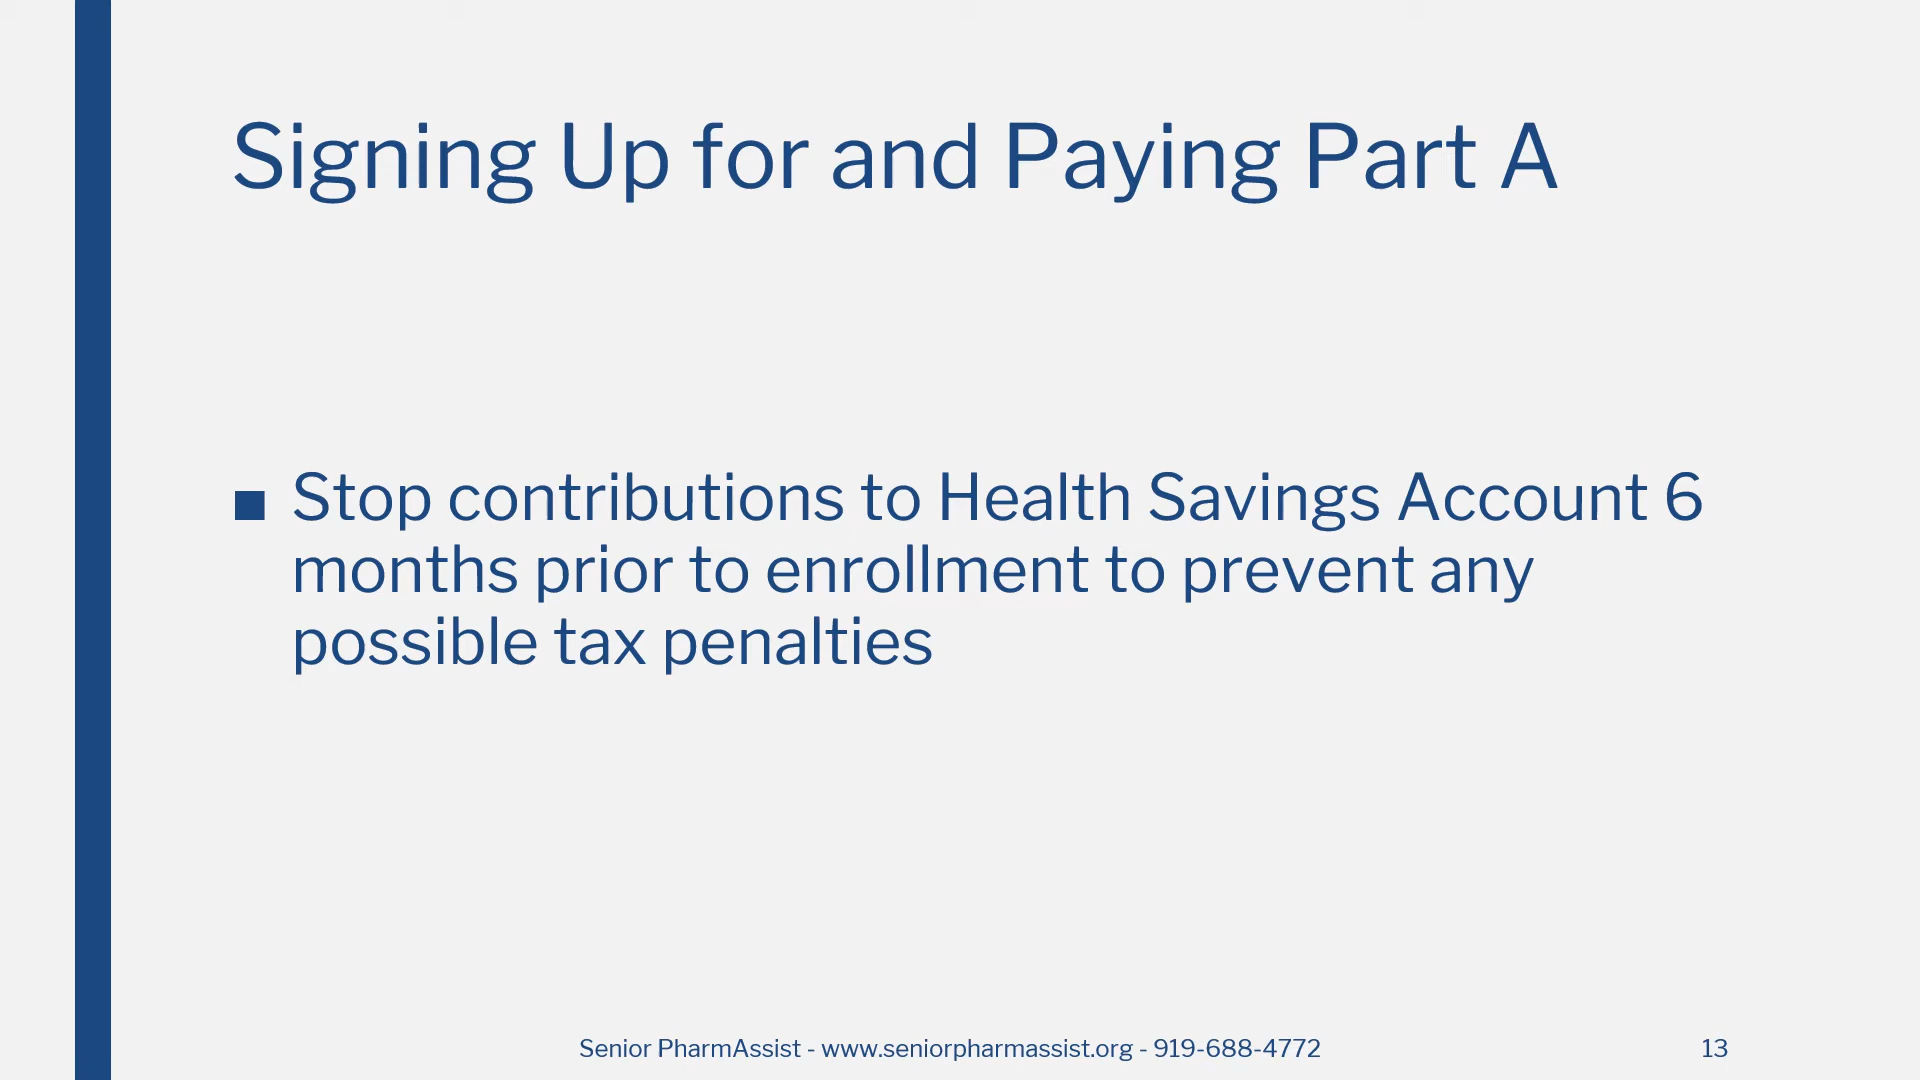 Signing Up for and Paying Part A
■ Stop contributions to Health Savings Account 6
months prior to enrollment to prevent any
possible tax penalties
Senior PharmAssist - www.seniorpharmassist.org - 919-688-4772
13